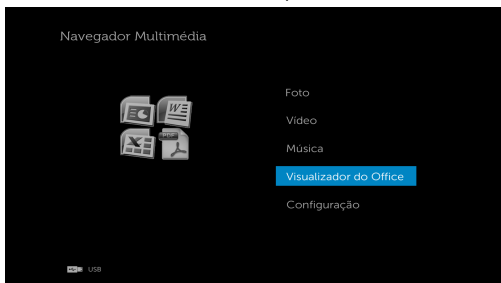 Navegador Multimédia
Foto
Vídeo
Música
Visualizador do Office
Configuração
USB